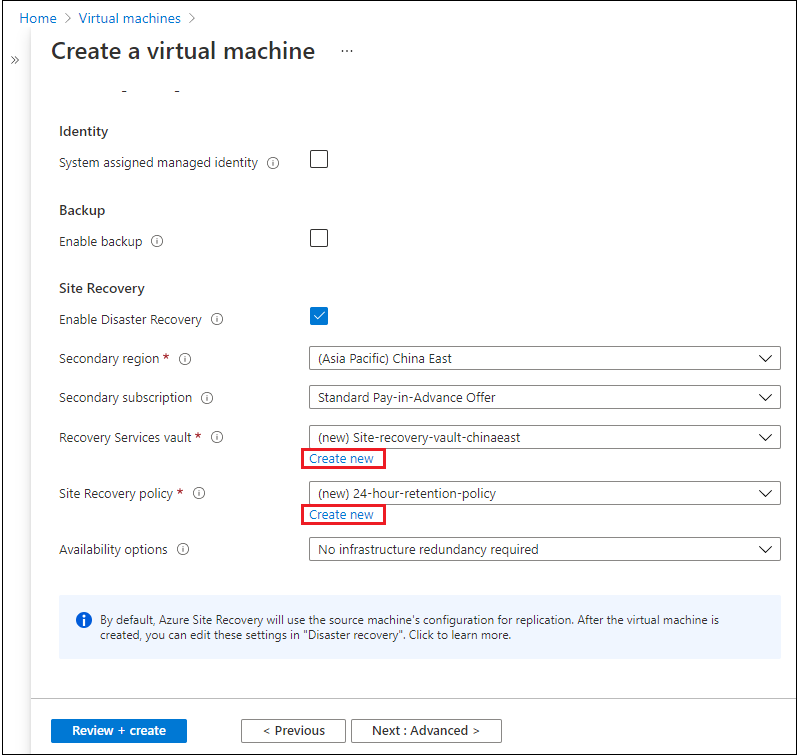 Home > Virtual machines >
»
Create a virtual machine ...
Identity
System assigned managed identity
Backup
Enable backup
Site Recovery
Enable Disaster Recovery
Secondary region *
(Asia Pacific) China East
Secondary subscription
Standard Pay-in-Advance Offer
Recovery Services vault *
(new) Site-recovery-vault-chinaeast
Create new
Site Recovery policy *
(new) 24-hour-retention-policy
Create new
Availability options
No infrastructure redundancy required
By default, Azure Site Recovery will use the source machine's configuration for replication. After the virtual machine is
created, you can edit these settings in "Disaster recovery". Click to learn more.
Review + create
< Previous
Next : Advanced >